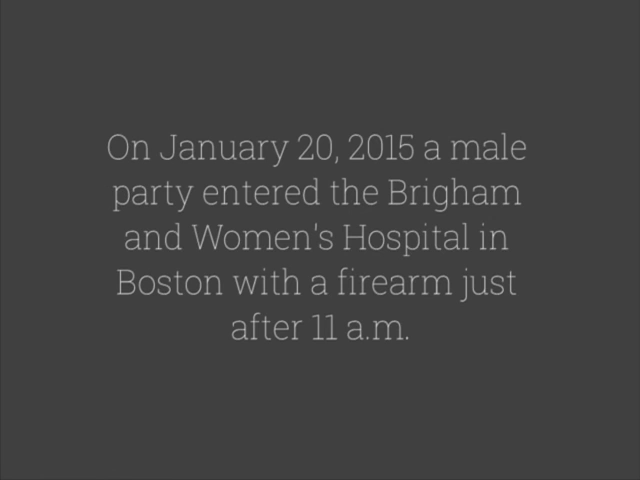 On January 20, 2015 a male
party entered the Brigham
and Women's Hospital in
Boston with a firearm just
after 11 a.m.